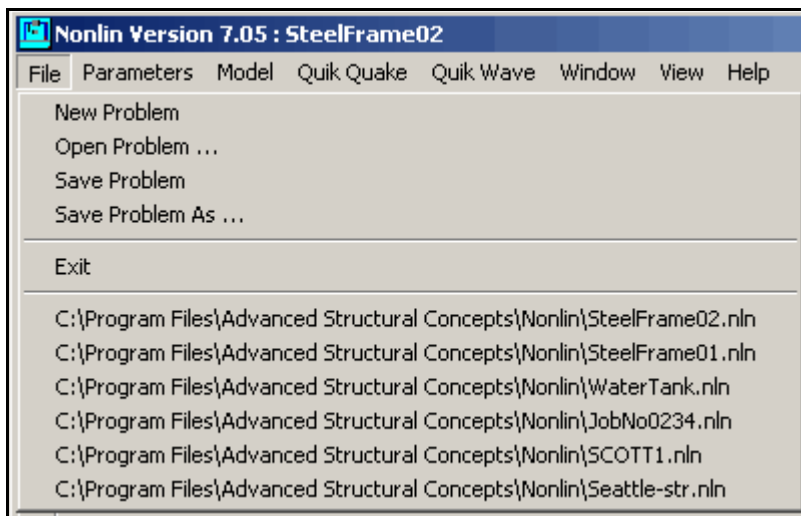 Nonlin Version 7.05 : SteelFrame02
File Parameters Model Quik Quake Quik Wave Window View Help
New Problem
Open Problem ...
Save Problem
Save Problem As ...
Exit
C:\Program Files\Advanced Structural Concepts\Nonlin\SteelFrame02.nln
C:\Program Files\Advanced Structural Concepts\Nonlin\SteelFrame01.nln
C:\Program Files\Advanced Structural Concepts\Nonlin\WaterTank.nln
C:\Program Files\Advanced Structural Concepts\Nonlin\JobNo0234.nln
C:\Program Files\Advanced Structural Concepts\Nonlin\SCOTT1.nln
C:\Program Files\Advanced Structural Concepts\Nonlin\Seattle-str.nln